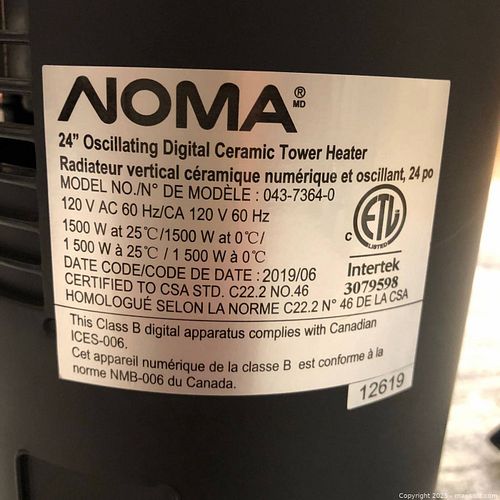 NOMA® MD
24" Oscillating Digital Ceramic Tower Heater
Radiateur vertical céramique numérique et oscillant, 24 po
MODEL NO./N° DE MODÈLE : 043-7364-0
120 V AC 60 Hz/CA 120 V 60 Hz
1500 W at 25℃/1500 W at 0℃/
1 500 W à 25℃ / 1 500 W à 0℃
DATE CODE/CODE DE DATE : 2019/06
CERTIFIED TO CSA STD. C22.2 NO.46
HOMOLOGUÉ SELON LA NORME C22.2 N° 46 DE LA CSA
C ETL LISTED
Intertek
3079598
This Class B digital apparatus complies with Canadian
ICES-006.
Cet appareil numérique de la classe B est conforme à la
norme NMB-006 du Canada.
12619